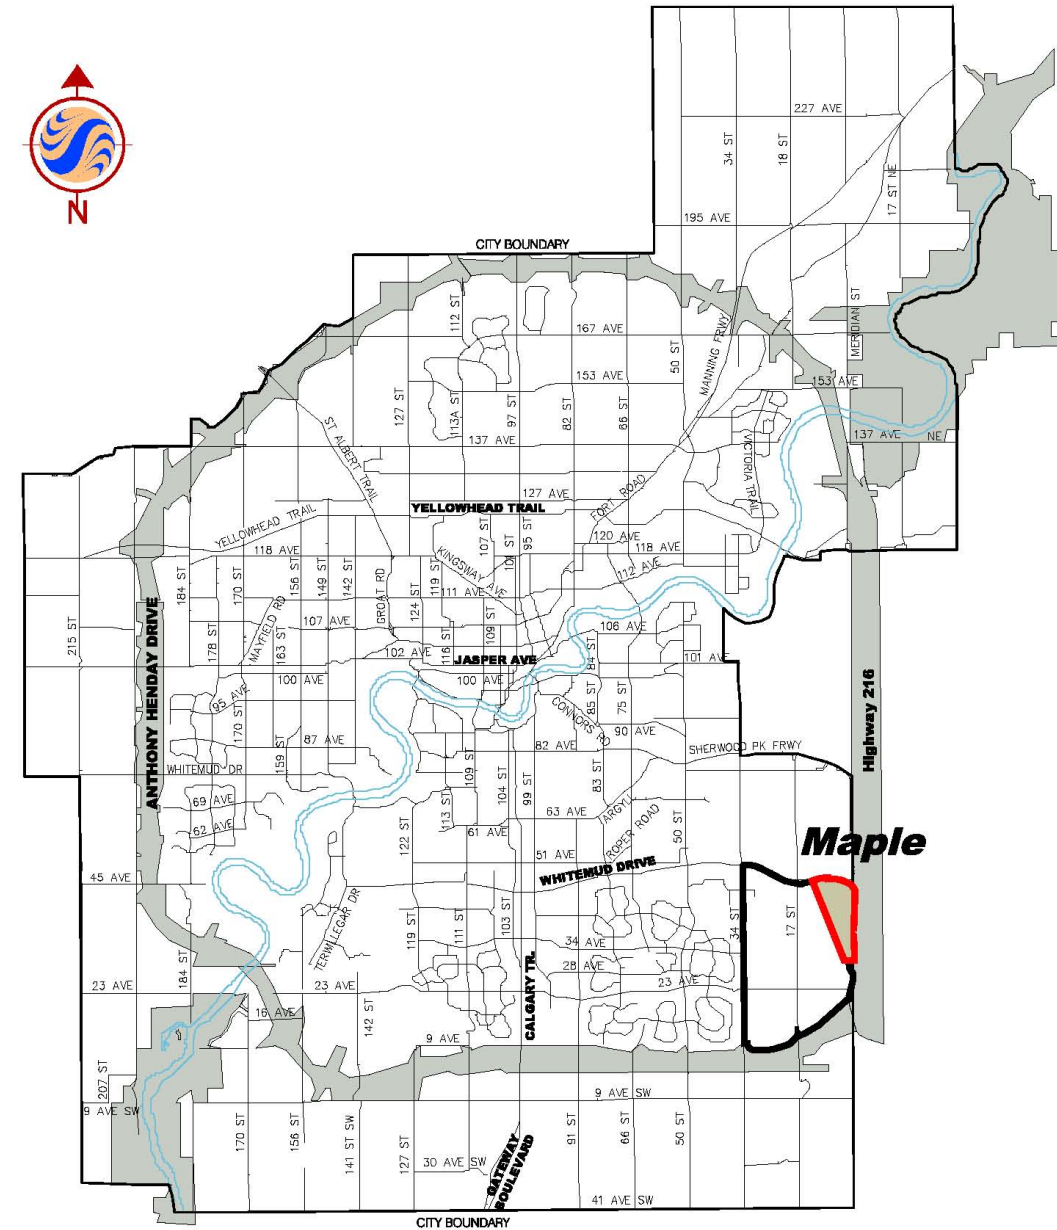 227 AVE
34 ST
18 ST
17 ST NE
N
195 AVE
CITY BOUNDARY
112 ST
167 AVE
MERIDIAN ST
50 ST
MANNING FRWY
153 AVE
153 AVE
127 ST
113A ST
97 ST
82 ST
66 ST
ST ALBERT TRAIL
137 AVE
VICTORIA TRAIL
137 AVE NE
127 AVE
FORT ROAD
YELLOWHEAD TRAIL
YELLOWHEAD TRAIL
107 ST
95 ST
120 AVE
118 AVE
118 AVE
KINGSWAY AVE
112 AVE
184 ST
170 ST
156 ST
149 ST
142 ST
GROAT RD
124 ST
119 ST
111 AVE
215 ST
ANTHONY HENDAY DRIVE
178 ST
MAYFIELD RD
163 ST
107 AVE
116 ST
109 ST
106 AVE
102 AVE
JASPER AVE
84 ST
101 AVE
100 AVE
100 AVE
95 AVE
170 ST
CONNORS RD
85 ST
75 ST
90 AVE
Highway 216
87 AVE
82 AVE
SHERWOOD PK FRWY
WHITEMUD DR
159 ST
109 ST
104 ST
99 ST
83 ST
69 AVE
62 AVE
113 ST
63 AVE
ARGYLL
ROPER ROAD
50 ST
122 ST
61 AVE
Maple
51 AVE
WHITEMUD DRIVE
45 AVE
TERWILLEGAR DR
119 ST
111 ST
103 ST
34 ST
17 ST
34 AVE
28 AVE
184 ST
23 AVE
23 AVE
23 AVE
CALGARY TR.
16 AVE
142 ST
9 AVE
207 ST
9 AVE SW
9 AVE SW
170 ST
156 ST
141 ST SW
127 ST
91 ST
66 ST
50 ST
30 AVE SW
GATEWAY
BOULEVARD
41 AVE SW
CITY BOUNDARY